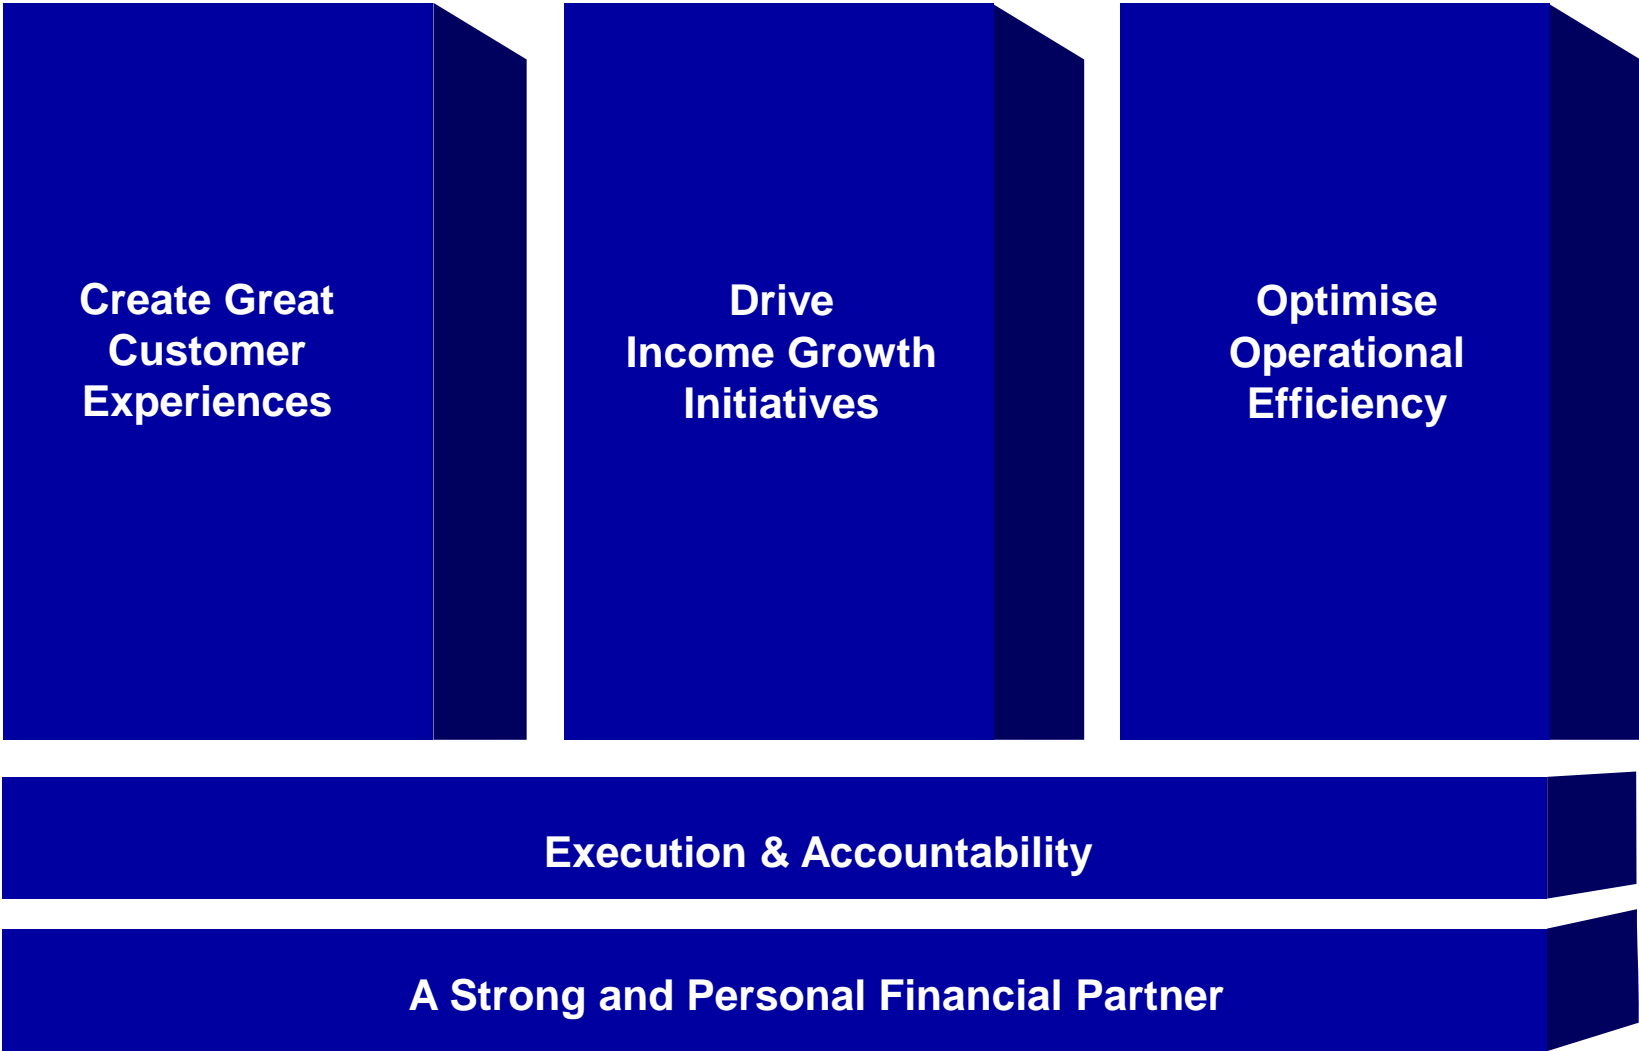 Create Great
Customer
Experiences
Drive
Income Growth
Initiatives
Optimise
Operational
Efficiency
Execution & Accountability
A Strong and Personal Financial Partner